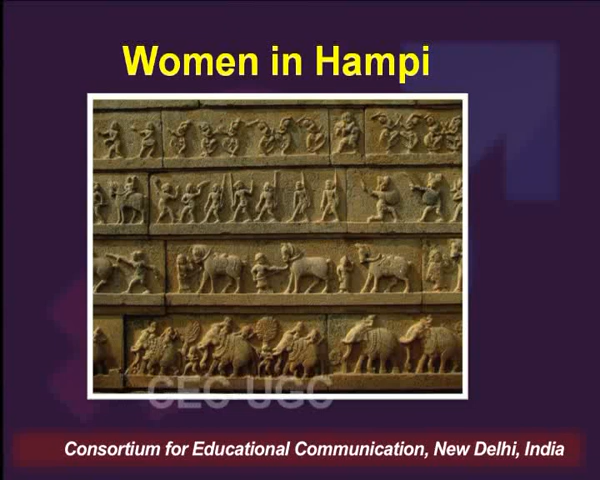 Women in Hampi
CEC UGC
Consortium for Educational Communication, New Delhi, India